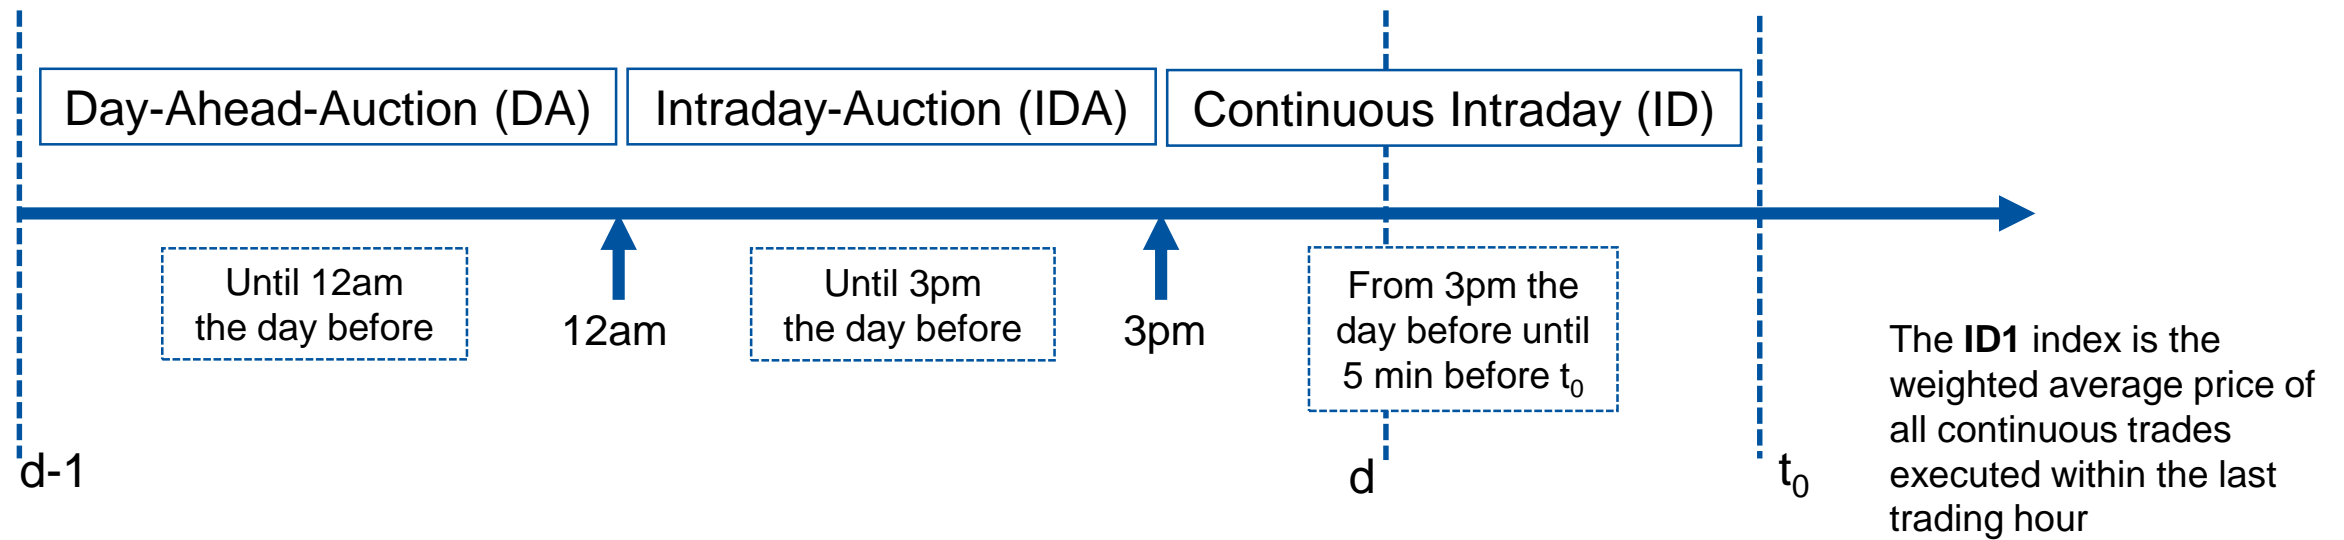 Day-Ahead-Auction (DA)
Intraday-Auction (IDA)
Continuous Intraday (ID)
Until 12am
the day before
12am
Until 3pm
the day before
3pm
From 3pm the
day before until
5 min before t₀
d-1
d
t₀
The ID1 index is the
weighted average price of
all continuous trades
executed within the last
trading hour